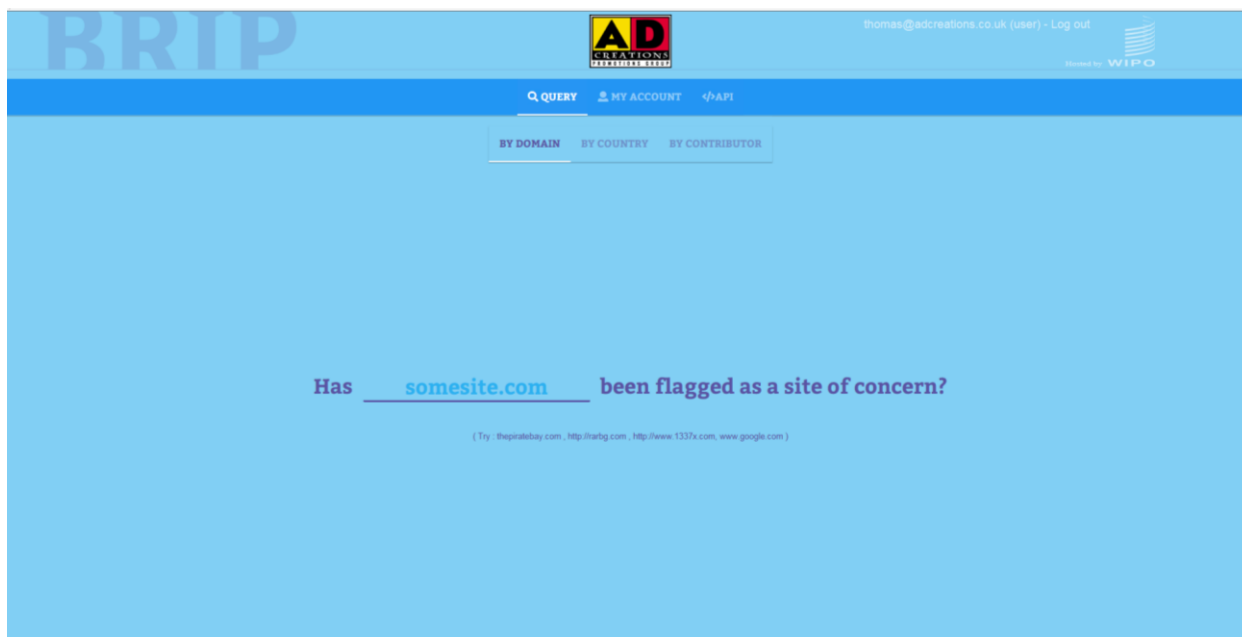 BRIP
AD
CREATIONS
PROMOTIONS GROUP
thomas@adcreations.co.uk (user) - Log out
Hosted by WIPO
QUERY MY ACCOUNT </>API
BY DOMAIN BY COUNTRY BY CONTRIBUTOR
Has somesite.com been flagged as a site of concern?
( Try : thepiratebay.com , http://rarbg.com , http://www.1337x.com, www.google.com )